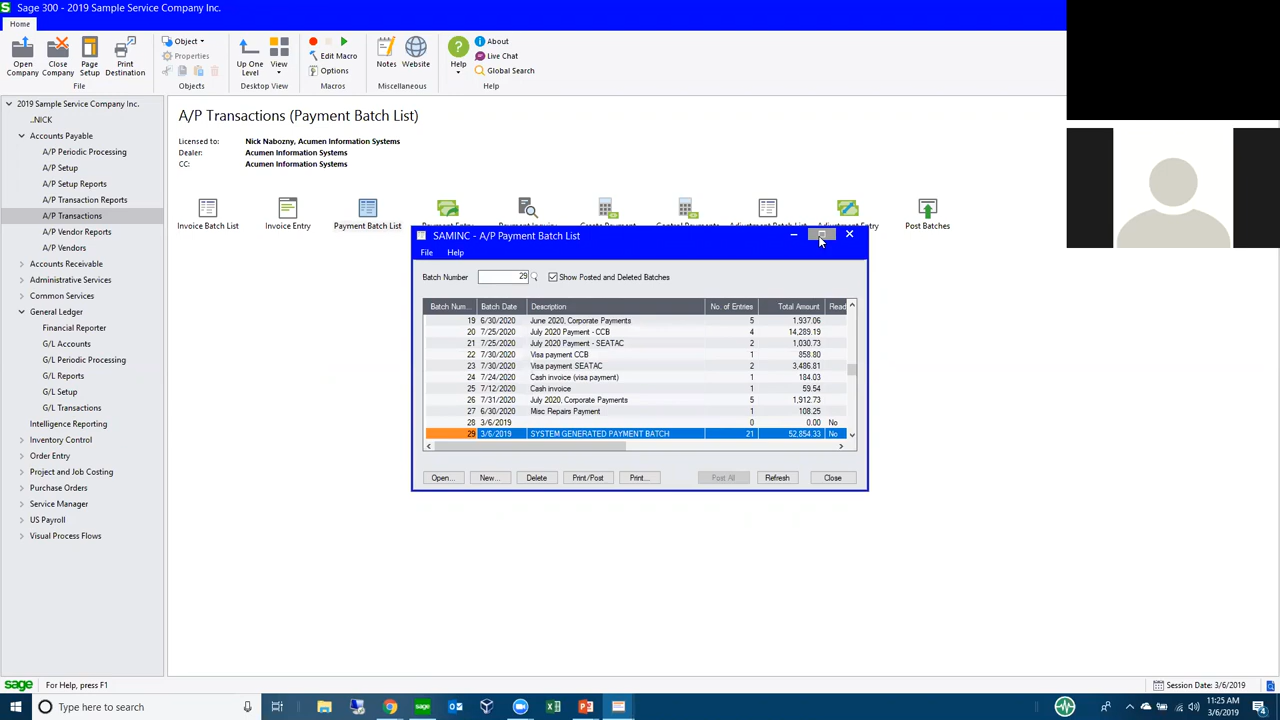 Sage 300 - 2019 Sample Service Company Inc.
Home
Open Company
Close Company
Page Setup
Print Destination
File
Object
Properties
Objects
Up One Level
View
Desktop View
Edit Macro
Options
Macros
Notes
Website
Miscellaneous
Help
About
Live Chat
Global Search
Help
2019 Sample Service Company Inc.
..NICK
Accounts Payable
A/P Periodic Processing
A/P Setup
A/P Setup Reports
A/P Transaction Reports
A/P Transactions
A/P Vendor Reports
A/P Vendors
Accounts Receivable
Administrative Services
Common Services
General Ledger
Financial Reporter
G/L Accounts
G/L Periodic Processing
G/L Reports
G/L Setup
G/L Transactions
Intelligence Reporting
Inventory Control
Order Entry
Project and Job Costing
Purchase Orders
Service Manager
US Payroll
Visual Process Flows
A/P Transactions (Payment Batch List)
Licensed to: Nick Nabozny, Acumen Information Systems
Dealer: Acumen Information Systems
CC: Acumen Information Systems
Invoice Batch List
Invoice Entry
Payment Batch List
Post Batches
SAMINC - A/P Payment Batch List
File Help
Batch Number 29 Show Posted and Deleted Batches
Batch Num... Batch Date Description No. of Entries Total Amount Read
19 6/30/2020 June 2020, Corporate Payments 5 1,937.06
20 7/25/2020 July 2020 Payment - CCB 4 14,289.19
21 7/25/2020 July 2020 Payment - SEATAC 2 1,030.73
22 7/30/2020 Visa payment CCB 1 858.80
23 7/30/2020 Visa payment SEATAC 2 3,486.81
24 7/24/2020 Cash invoice (visa payment) 1 184.03
25 7/12/2020 Cash invoice 1 59.54
26 7/31/2020 July 2020, Corporate Payments 5 1,912.73
27 6/30/2020 Misc Repairs Payment 1 108.25
28 3/6/2019 0 0.00 No
29 3/6/2019 SYSTEM GENERATED PAYMENT BATCH 21 52,854.33 No
Open... New... Delete Print/Post Print... Post All Refresh Close
sage For Help, press F1
Session Date: 3/6/2019
Type here to search
sage
11:25 AM
3/6/2019
4